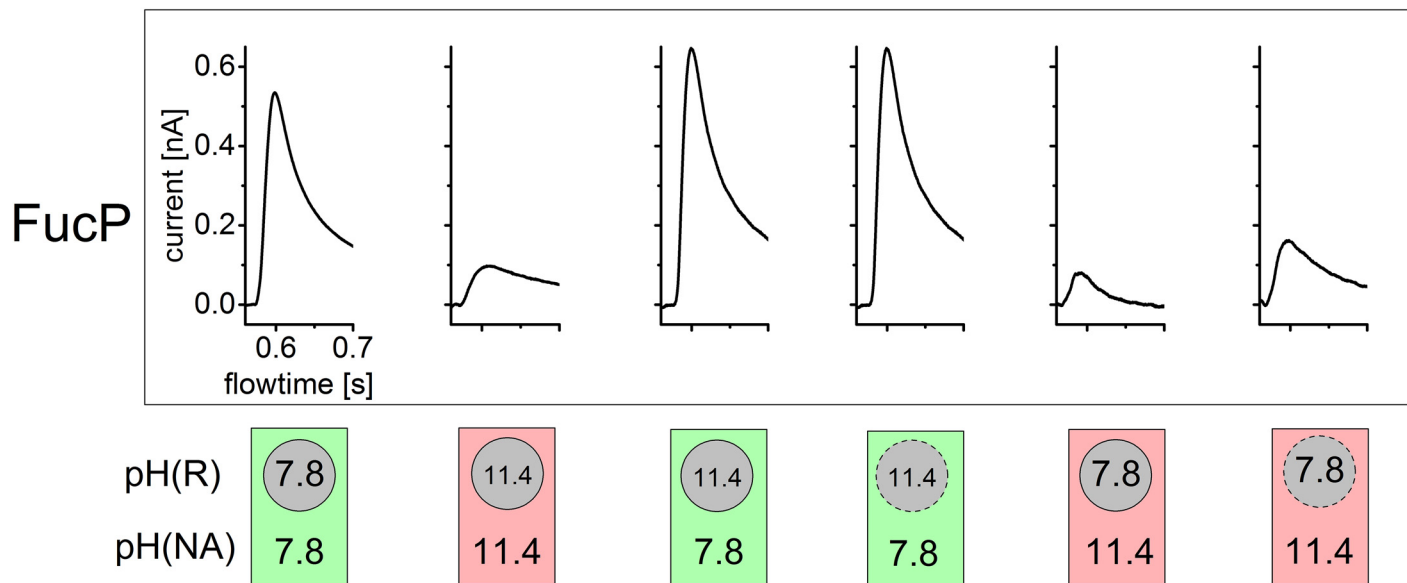 FucP
current [nA]
0.6
0.4
0.2
0.0
0.6 0.7
flowtime [s]
pH(R) 7.8 11.4 11.4 11.4 7.8 7.8
pH(NA) 7.8 11.4 7.8 7.8 11.4 11.4